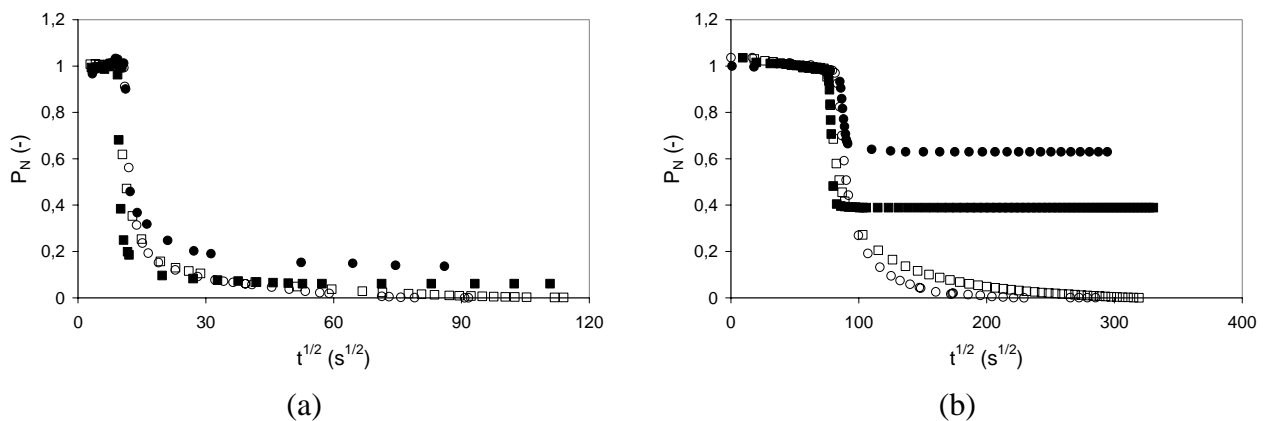 1,2
1
0,8
0,6
0,4
0,2
0
P_N (-)
0 30 60 90 120
t^{1/2} (s^{1/2})
(a)
1,2
1
0,8
0,6
0,4
0,2
0
P_N (-)
0 100 200 300 400
t^{1/2} (s^{1/2})
(b)